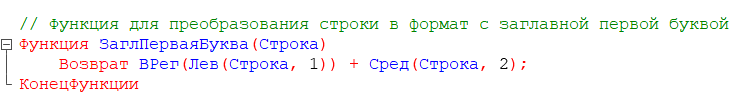 // Функция для преобразования строки в формат с заглавной первой буквой
Функция ЗаглПерваяБуква(Строка)
Возврат ВРег(Лев(Строка, 1)) + Сред(Строка, 2);
КонецФункции